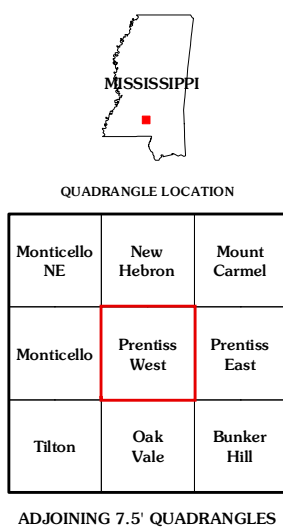 MISSISSIPPI
QUADRANGLE LOCATION
Monticello
NE
New
Hebron
Mount
Carmel
Monticello
Prentiss
West
Prentiss
East
Tilton
Oak
Vale
Bunker
Hill
ADJOINING 7.5' QUADRANGLES